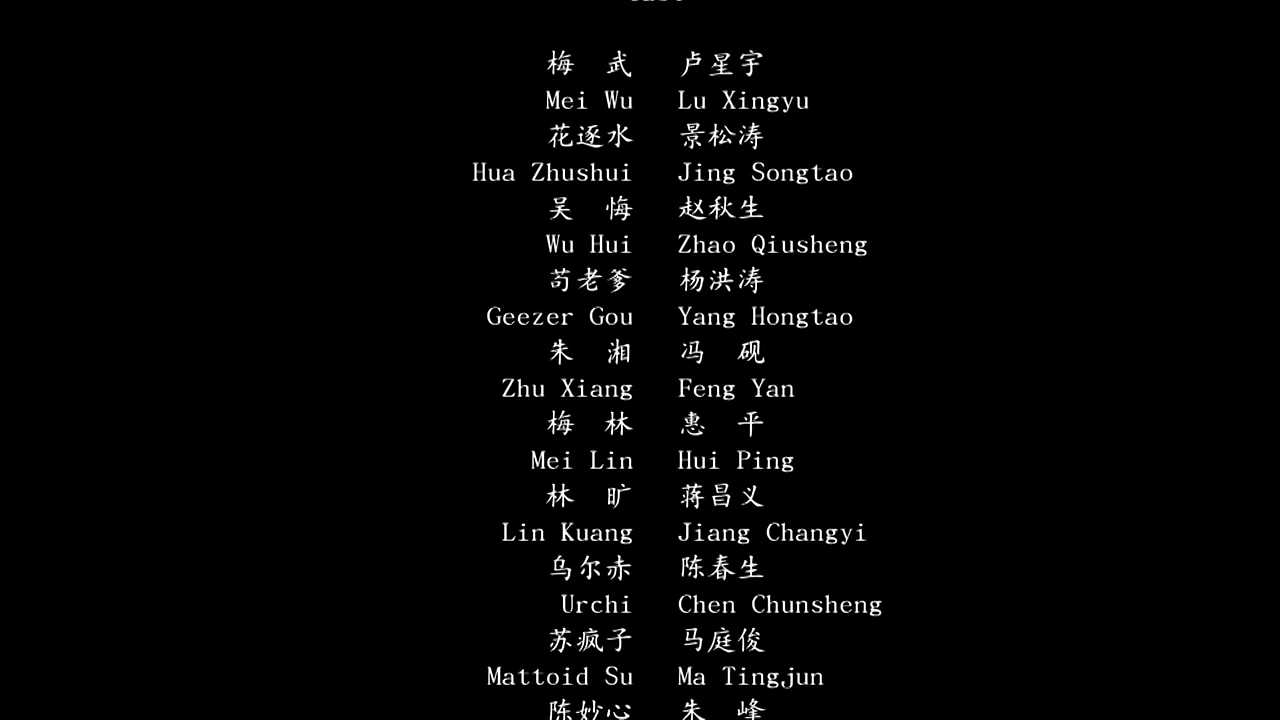 梅　武　卢星宇
Mei Wu　Lu Xingyu
花逐水　景松涛
Hua Zhushui　Jing Songtao
吴　悔　赵秋生
Wu Hui　Zhao Qiusheng
苟老爹　杨洪涛
Geezer Gou　Yang Hongtao
朱　湘　冯　砚
Zhu Xiang　Feng Yan
梅　林　惠　平
Mei Lin　Hui Ping
林　旷　蒋昌义
Lin Kuang　Jiang Changyi
乌尔赤　陈春生
Urchi　Chen Chunsheng
苏疯子　马庭俊
Mattoid Su　Ma Tingjun
陈妙心　朱　峰